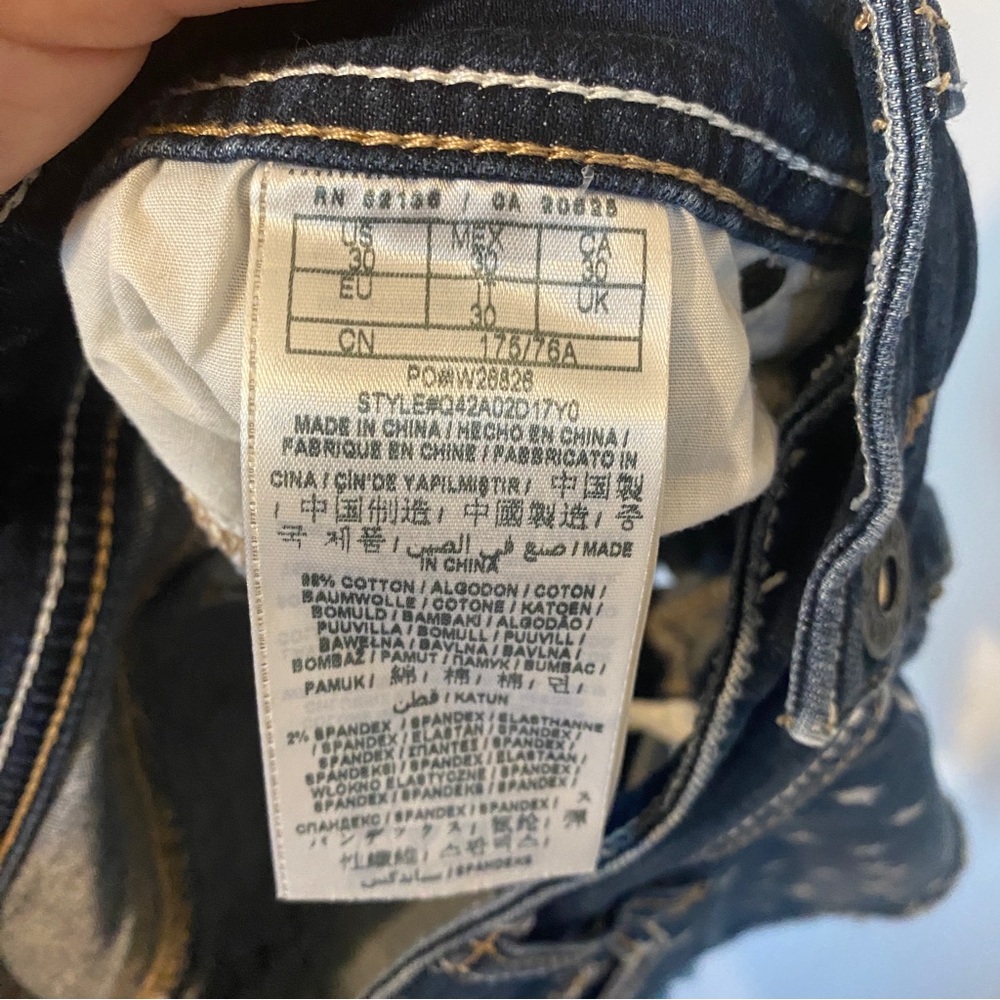 RN 62136 / CA 20625
US MEX CA
30 30 30
EU IT UK
30
CN 175/76A
PO#W26826
STYLE#Q42A02D17Y0
MADE IN CHINA / HECHO EN CHINA /
FABRIQUE EN CHINE / FABBRICATO IN
CINA / ÇİN'DE YAPILMIŞTIR / 中国製
/ 中国制造, 中國製造, 중
국 제품 / صنع في الصين / MADE
IN CHINA
98% COTTON / ALGODON / COTON /
BAUMWOLLE / COTONE / KATOEN /
BOMULD / BAMBAKI / ALGODÃO /
PUUVILLA / BOMULL / PUUVILL /
BAWEŁNA / BAVLNA / BAVLNA /
BOMBAŽ / PAMUT / ПАМУК / BUMBAC /
PAMUK / 綿, 棉, 棉, 면,
قطن / KATUN
2% SPANDEX / SPANDEX / ELASTHANNE
/ SPANDEX / ELASTAN / SPANDEX /
SPANDEX / ΣΠΑΝΤΕΞ / SPANDEX /
SPANDEKSI / SPANDEX / ELASTAAN /
WLOKNO ELASTYCZNE / SPANDEX /
SPANDEX / SPANDEKS / SPANDEX /
СПАНДЕКС / SPANDEX / SPANDEX / ス
パンデックス, 氨纶, 彈
性纖維, 스판덱스,
سباندكس / SPANDEKS